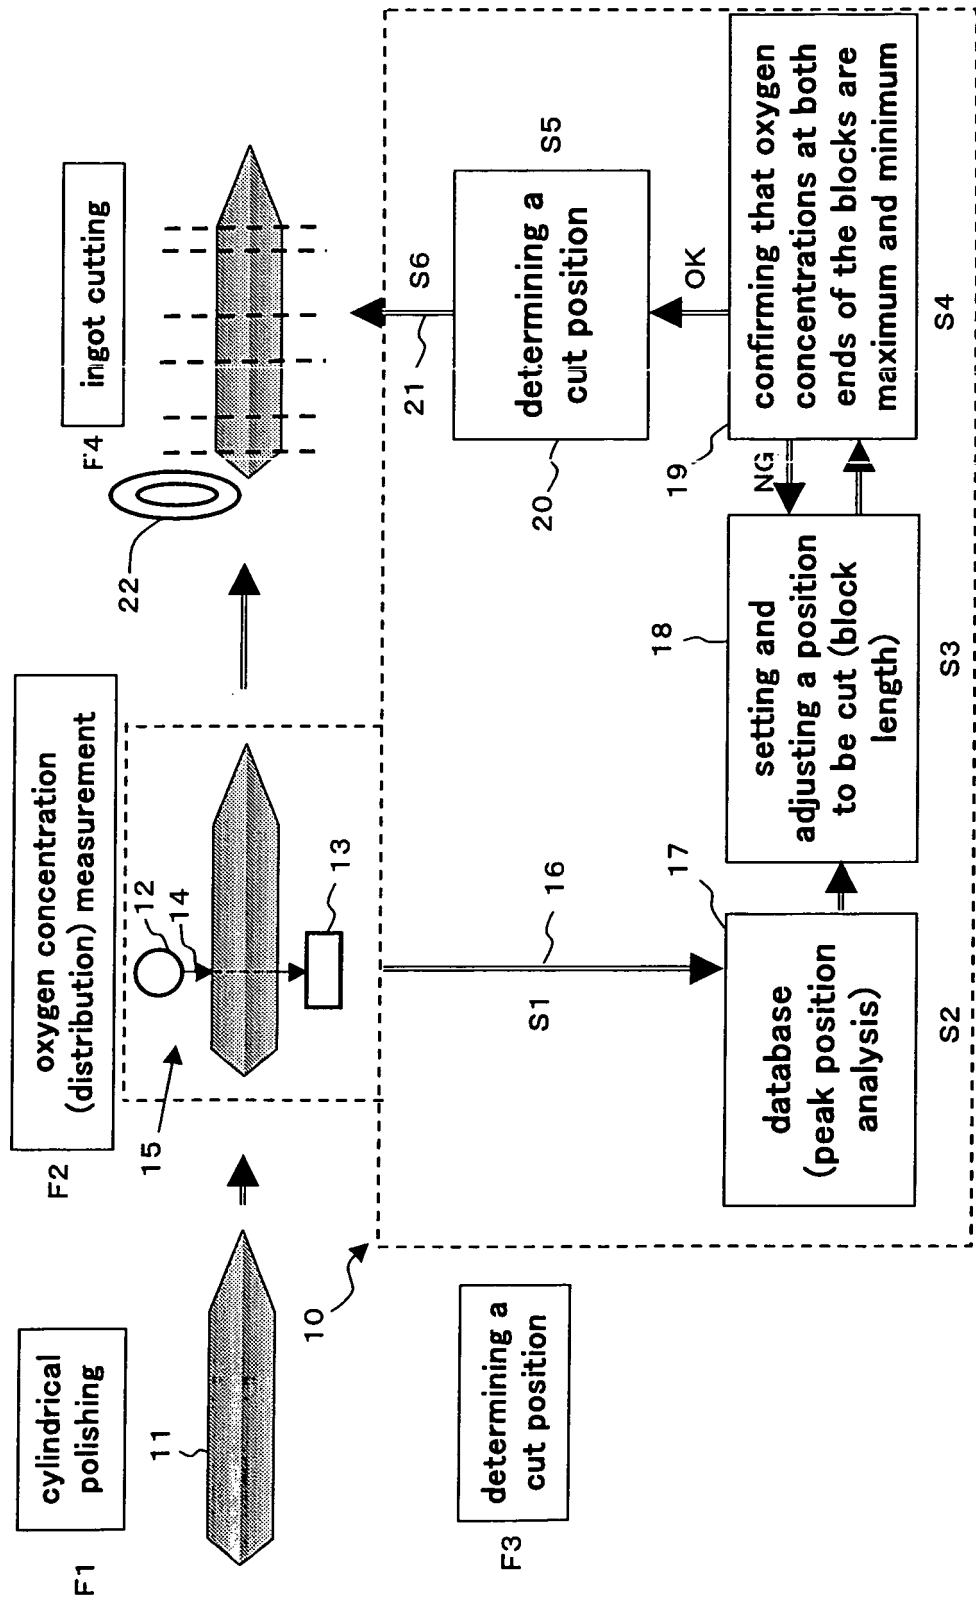 F1
cylindrical
polishing
11
F2
oxygen concentration
(distribution) measurement
15
12
14
13
F4
ingot cutting
22
F3
determining a
cut position
10
S1
16
S2
17
database
(peak position
analysis)
S3
18
setting and
adjusting a position
to be cut (block
length)
NG
S4
19
confirming that oxygen
concentrations at both
ends of the blocks are
maximum and minimum
OK
S5
20
determining a
cut position
21
S6